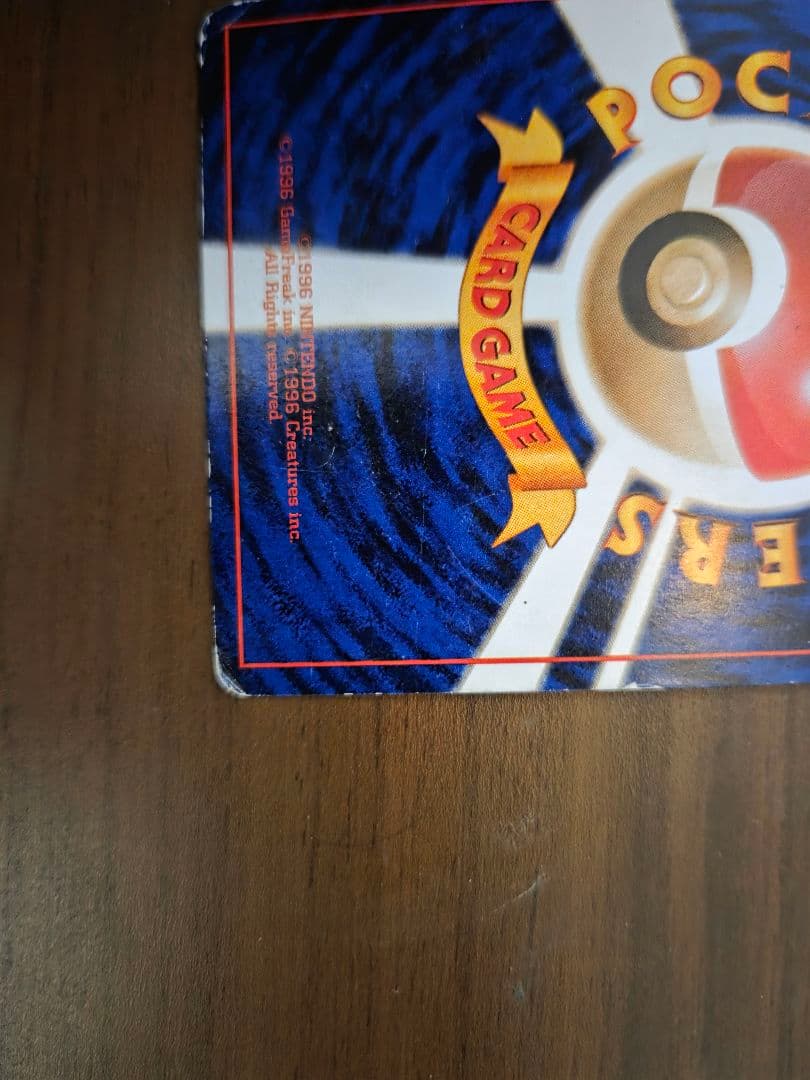 POC
ERS
CARD GAME
©1996 NINTENDO inc.
©1996 GameFreak inc. ©1996 Creatures inc.
All Rights reserved.